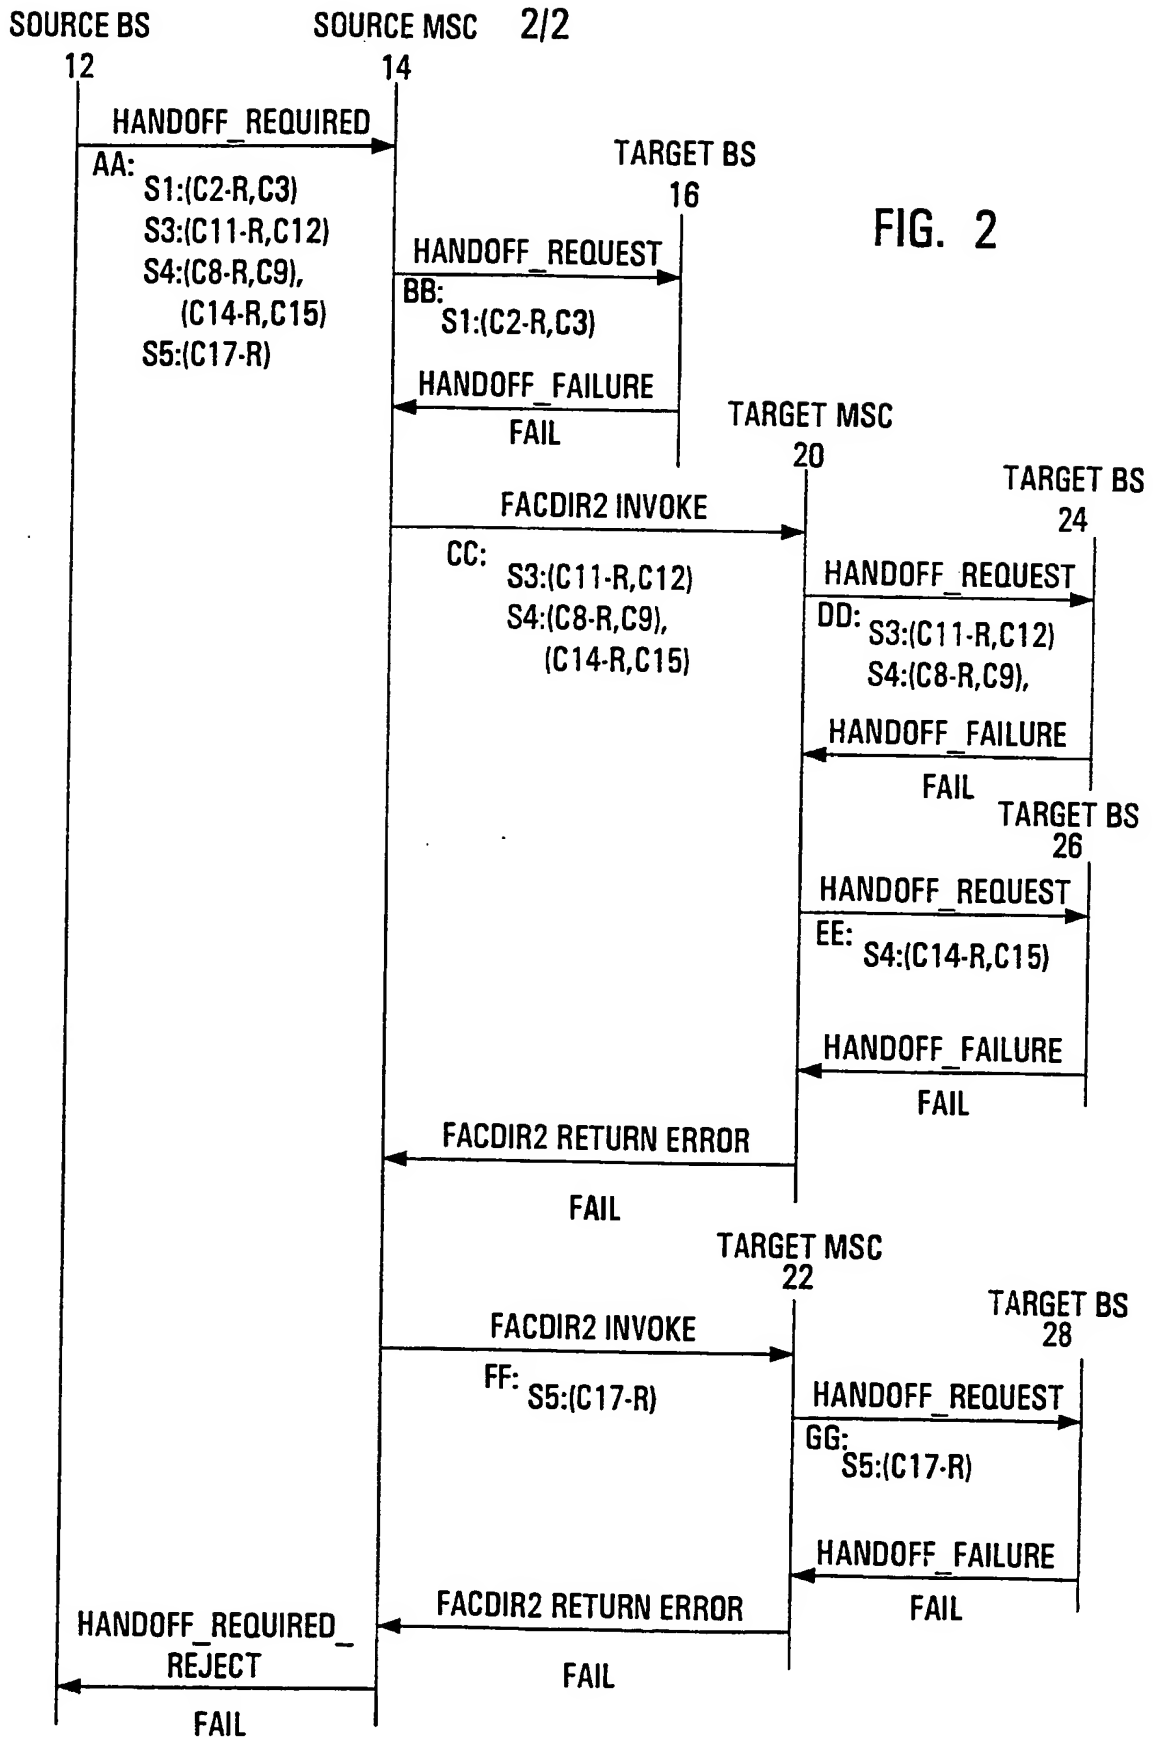 SOURCE BS
SOURCE MSC
2/2
12
14
HANDOFF_REQUIRED
AA:
S1:(C2-R,C3)
S3:(C11-R,C12)
S4:(C8-R,C9),
(C14-R,C15)
S5:(C17-R)
TARGET BS
16
FIG. 2
HANDOFF_REQUEST
BB:
S1:(C2-R,C3)
HANDOFF_FAILURE
FAIL
TARGET MSC
20
TARGET BS
24
FACDIR2 INVOKE
CC:
S3:(C11-R,C12)
S4:(C8-R,C9),
(C14-R,C15)
HANDOFF_REQUEST
DD:
S3:(C11-R,C12)
S4:(C8-R,C9),
HANDOFF_FAILURE
FAIL
TARGET BS
26
HANDOFF_REQUEST
EE:
S4:(C14-R,C15)
HANDOFF_FAILURE
FAIL
FACDIR2 RETURN ERROR
FAIL
TARGET MSC
22
TARGET BS
28
FACDIR2 INVOKE
FF:
S5:(C17-R)
HANDOFF_REQUEST
GG:
S5:(C17-R)
HANDOFF_FAILURE
FAIL
FACDIR2 RETURN ERROR
FAIL
HANDOFF_REQUIRED_
REJECT
FAIL